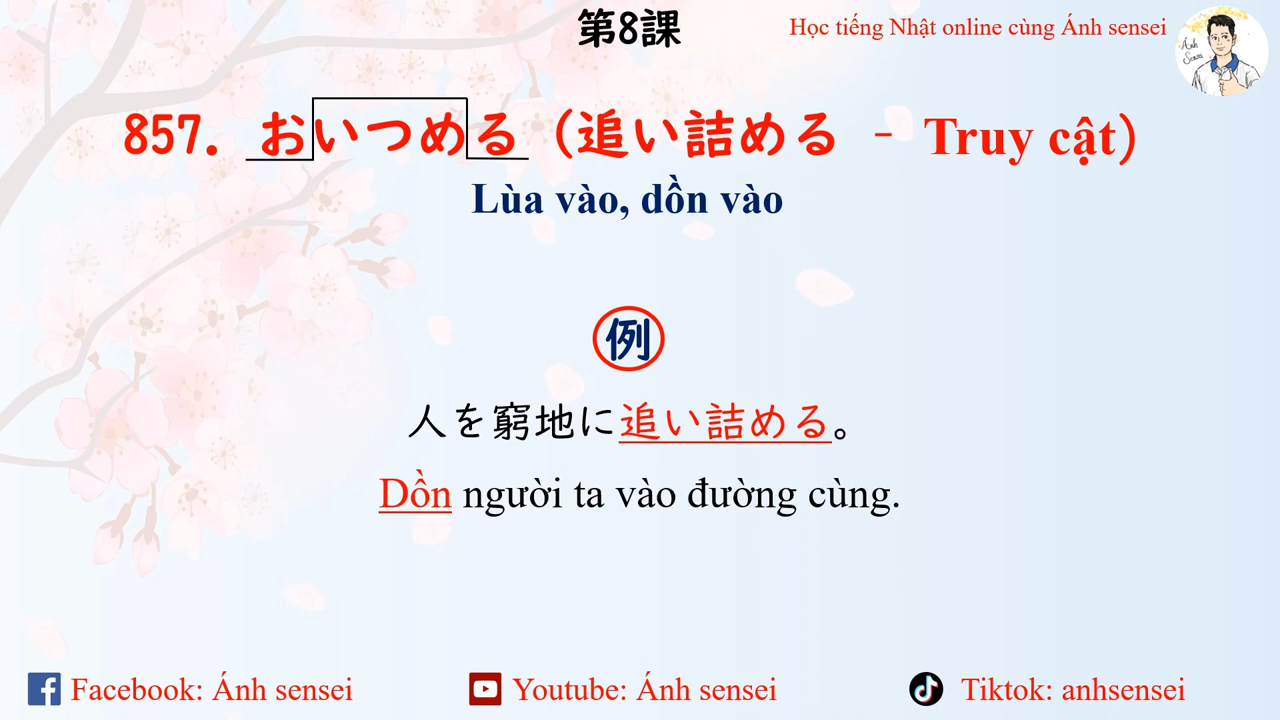 第8課
Học tiếng Nhật online cùng Ánh sensei
Ánh Sensei
857. おいつめる (追い詰める - Truy cật)
Lùa vào, dồn vào
例
人を窮地に追い詰める。
Dồn người ta vào đường cùng.
Facebook: Ánh sensei
Youtube: Ánh sensei
Tiktok: anhsensei